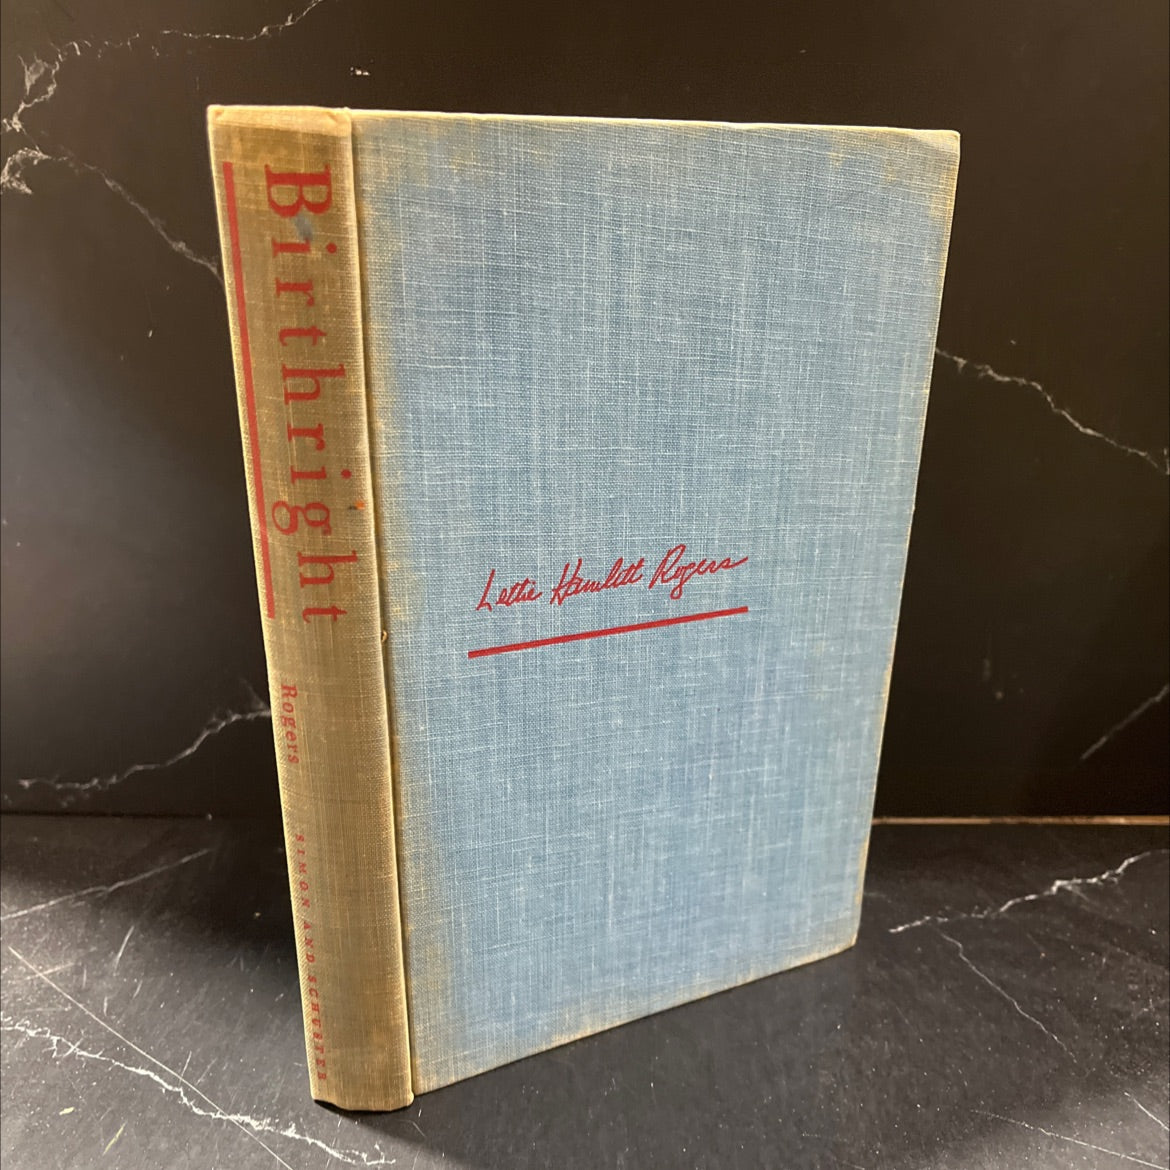 Birthright
Rogers
SIMON AND SCHUSTER
Lettie Hamlett Rogers